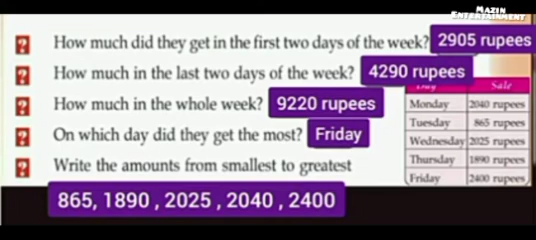 MAZIN
ENTERTAINMENT
? How much did they get in the first two days of the week? 2905 rupees
? How much in the last two days of the week? 4290 rupees
? How much in the whole week? 9220 rupees
? On which day did they get the most? Friday
? Write the amounts from smallest to greatest
865, 1890 , 2025 , 2040 , 2400
Day Sale
Monday 2040 rupees
Tuesday 865 rupees
Wednesday 2025 rupees
Thursday 1890 rupees
Friday 2400 rupees